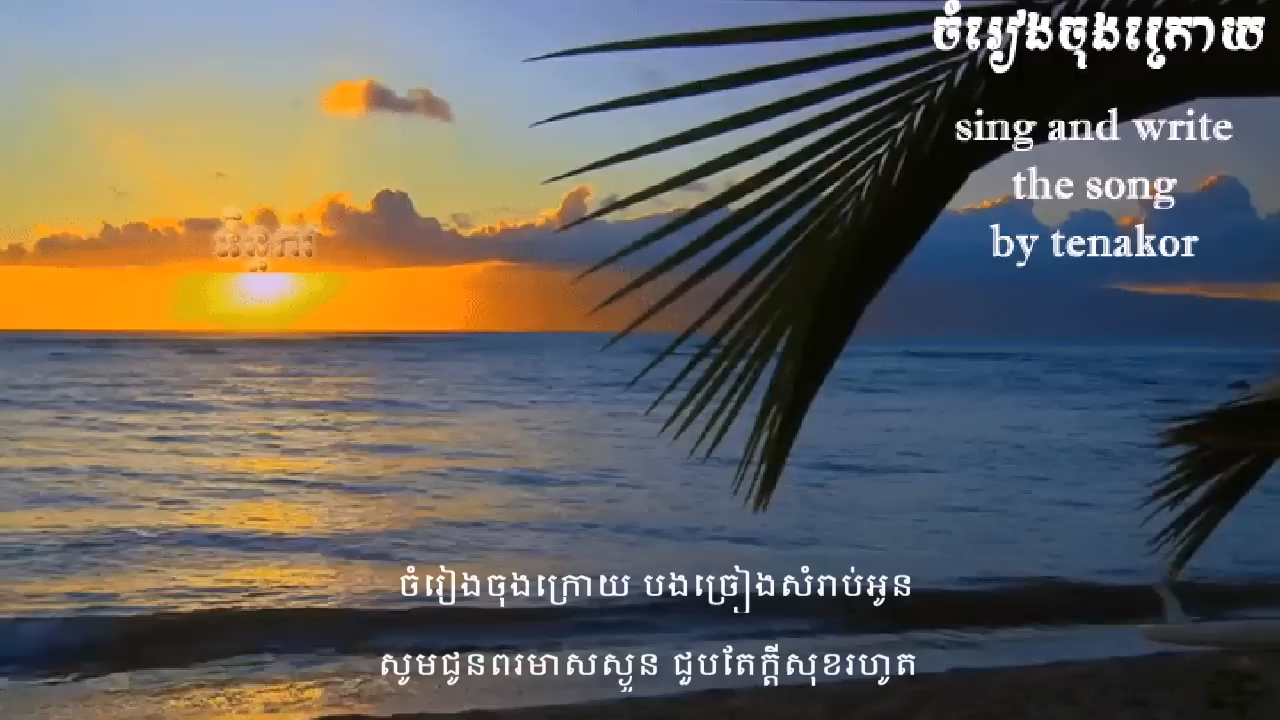 ចំរៀងចុងក្រោយ
sing and write
the song
by tenakor
ចំរៀងចុងក្រោយ បងច្រៀងសំរាប់អូន
សូមជូនពរមាសស្ងួន ជួបតែក្ដីសុខរហូត